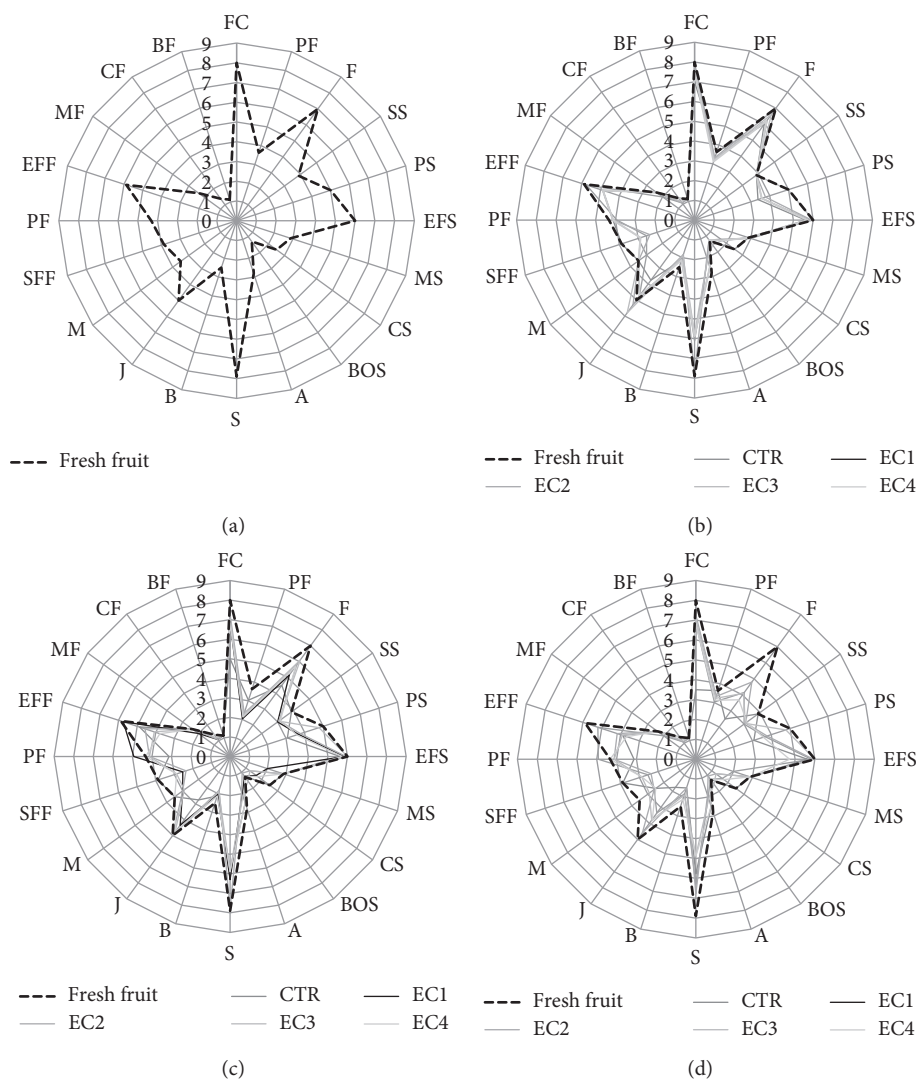 FC
BF PF
CF 9 F
8
MF 7 SS
6
5
EFF 4 PS
3
2
1
PF 0 EFS
SFF MS
M CS
J BOS
B A
S
Fresh fruit
(a)
FC
BF PF
CF 9 F
8
MF 7 SS
6
5
EFF 4 PS
3
2
1
PF 0 EFS
SFF MS
M CS
J BOS
B A
S
Fresh fruit CTR EC1
EC2 EC3 EC4
(b)
FC
BF PF
CF 9 F
8
MF 7 SS
6
5
EFF 4 PS
3
2
1
PF 0 EFS
SFF MS
M CS
J BOS
B A
S
Fresh fruit CTR EC1
EC2 EC3 EC4
(c)
FC
BF PF
CF 9 F
8
MF 7 SS
6
5
EFF 4 PS
3
2
1
PF 0 EFS
SFF MS
M CS
J BOS
B A
S
Fresh fruit CTR EC1
EC2 EC3 EC4
(d)